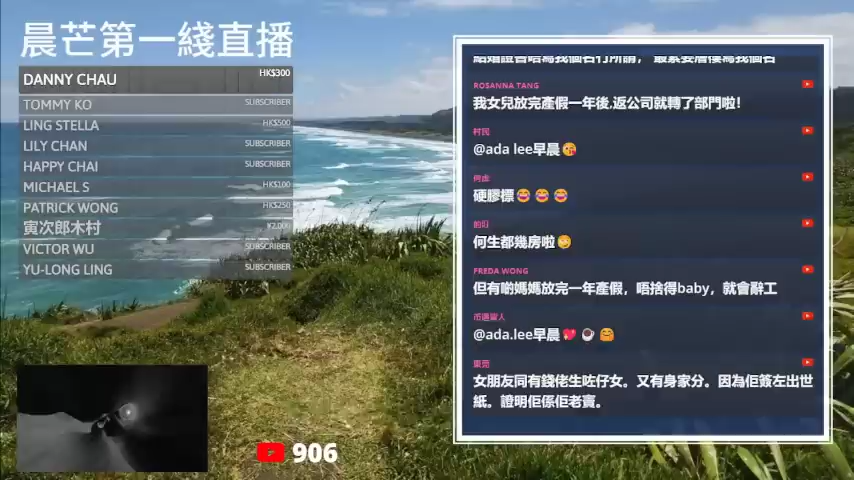 晨芒第一綫直播
DANNY CHAU HK$300
TOMMY KO SUBSCRIBER
LING STELLA HK$500
LILY CHAN SUBSCRIBER
HAPPY CHAI SUBSCRIBER
MICHAEL S HK$100
PATRICK WONG HK$250
寅次郎木村 ¥2,000
VICTOR WU SUBSCRIBER
YU-LONG LING SUBSCRIBER
906
ROSANNA TANG
我女兒放完產假一年後,返公司就轉了部門啦!
村民
@ada lee早晨😘
何虛
硬膠標😂 😂 😂
何生都幾房啦
FREDA WONG
但有啲媽媽放完一年產假，唔捨得baby，就會辭工
@ada.lee早晨💖 ☕ 🤗
女朋友同有錢佬生咗仔女。又有身家分。因為佢簽左出世
紙。證明佢係佢老竇。